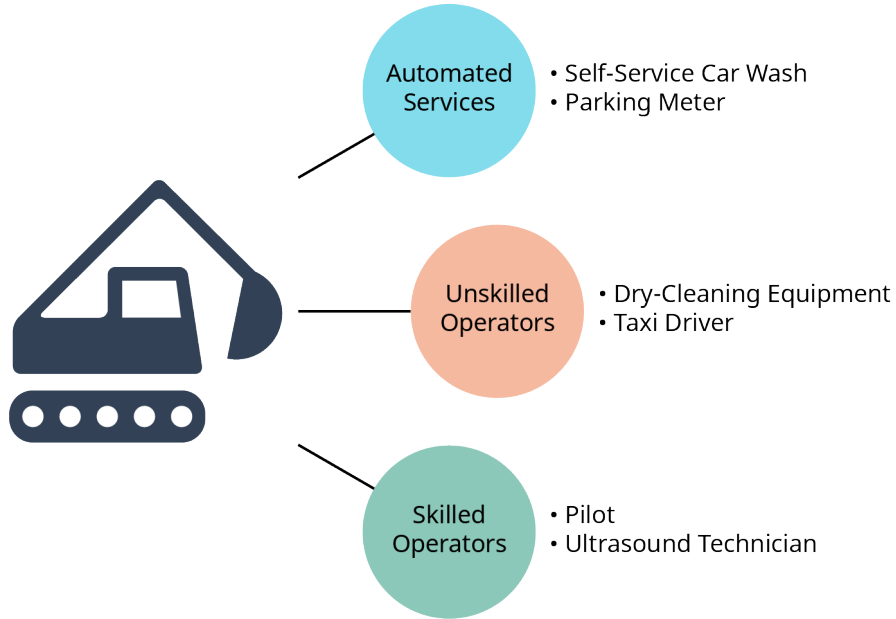 Automated
Services
• Self-Service Car Wash
• Parking Meter
Unskilled
Operators
• Dry-Cleaning Equipment
• Taxi Driver
Skilled
Operators
• Pilot
• Ultrasound Technician